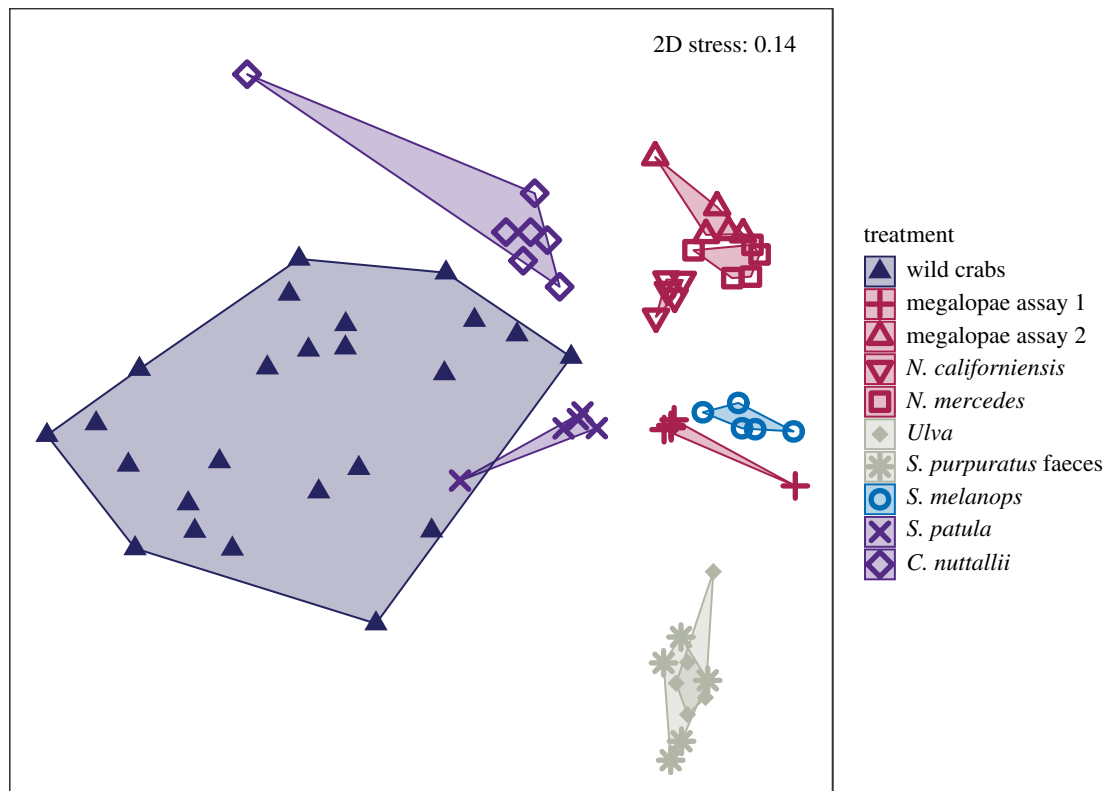 2D stress: 0.14
treatment
wild crabs
megalopae assay 1
megalopae assay 2
N. californiensis
N. mercedes
Ulva
S. purpuratus faeces
S. melanops
S. patula
C. nuttallii